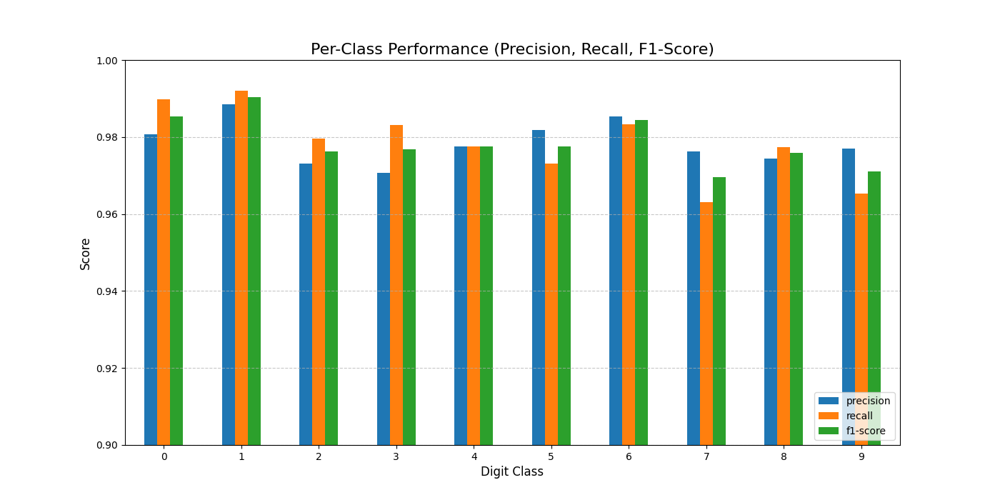 Per-Class Performance (Precision, Recall, F1-Score)
1.00
0.98
0.96
0.94
0.92
0.90
Score
0 1 2 3 4 5 6 7 8 9
Digit Class
precision
recall
f1-score